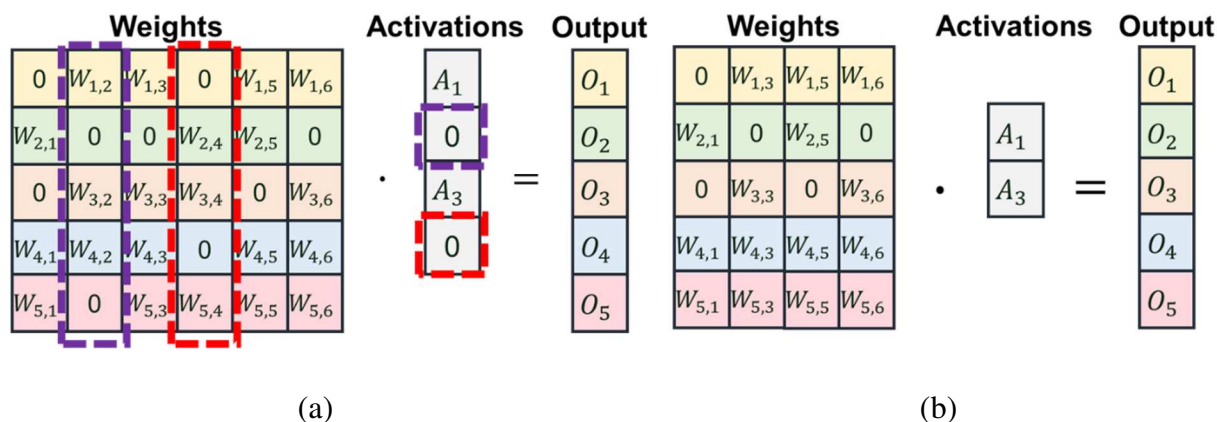 Weights Activations Output Weights Activations Output
0 W1,2 W1,3 0 W1,5 W1,6
W2,1 0 0 W2,4 W2,5 0
0 W3,2 W3,3 W3,4 0 W3,6
W4,1 W4,2 W4,3 0 W4,5 W4,6
W5,1 0 W5,3 W5,4 W5,5 W5,6
·
A1
0
A3
0
=
O1
O2
O3
O4
O5
0 W1,3 W1,5 W1,6
W2,1 0 W2,5 0
0 W3,3 0 W3,6
W4,1 W4,3 W4,5 W4,6
W5,1 W5,3 W5,5 W5,6
·
A1
A3
=
O1
O2
O3
O4
O5
(a) (b)